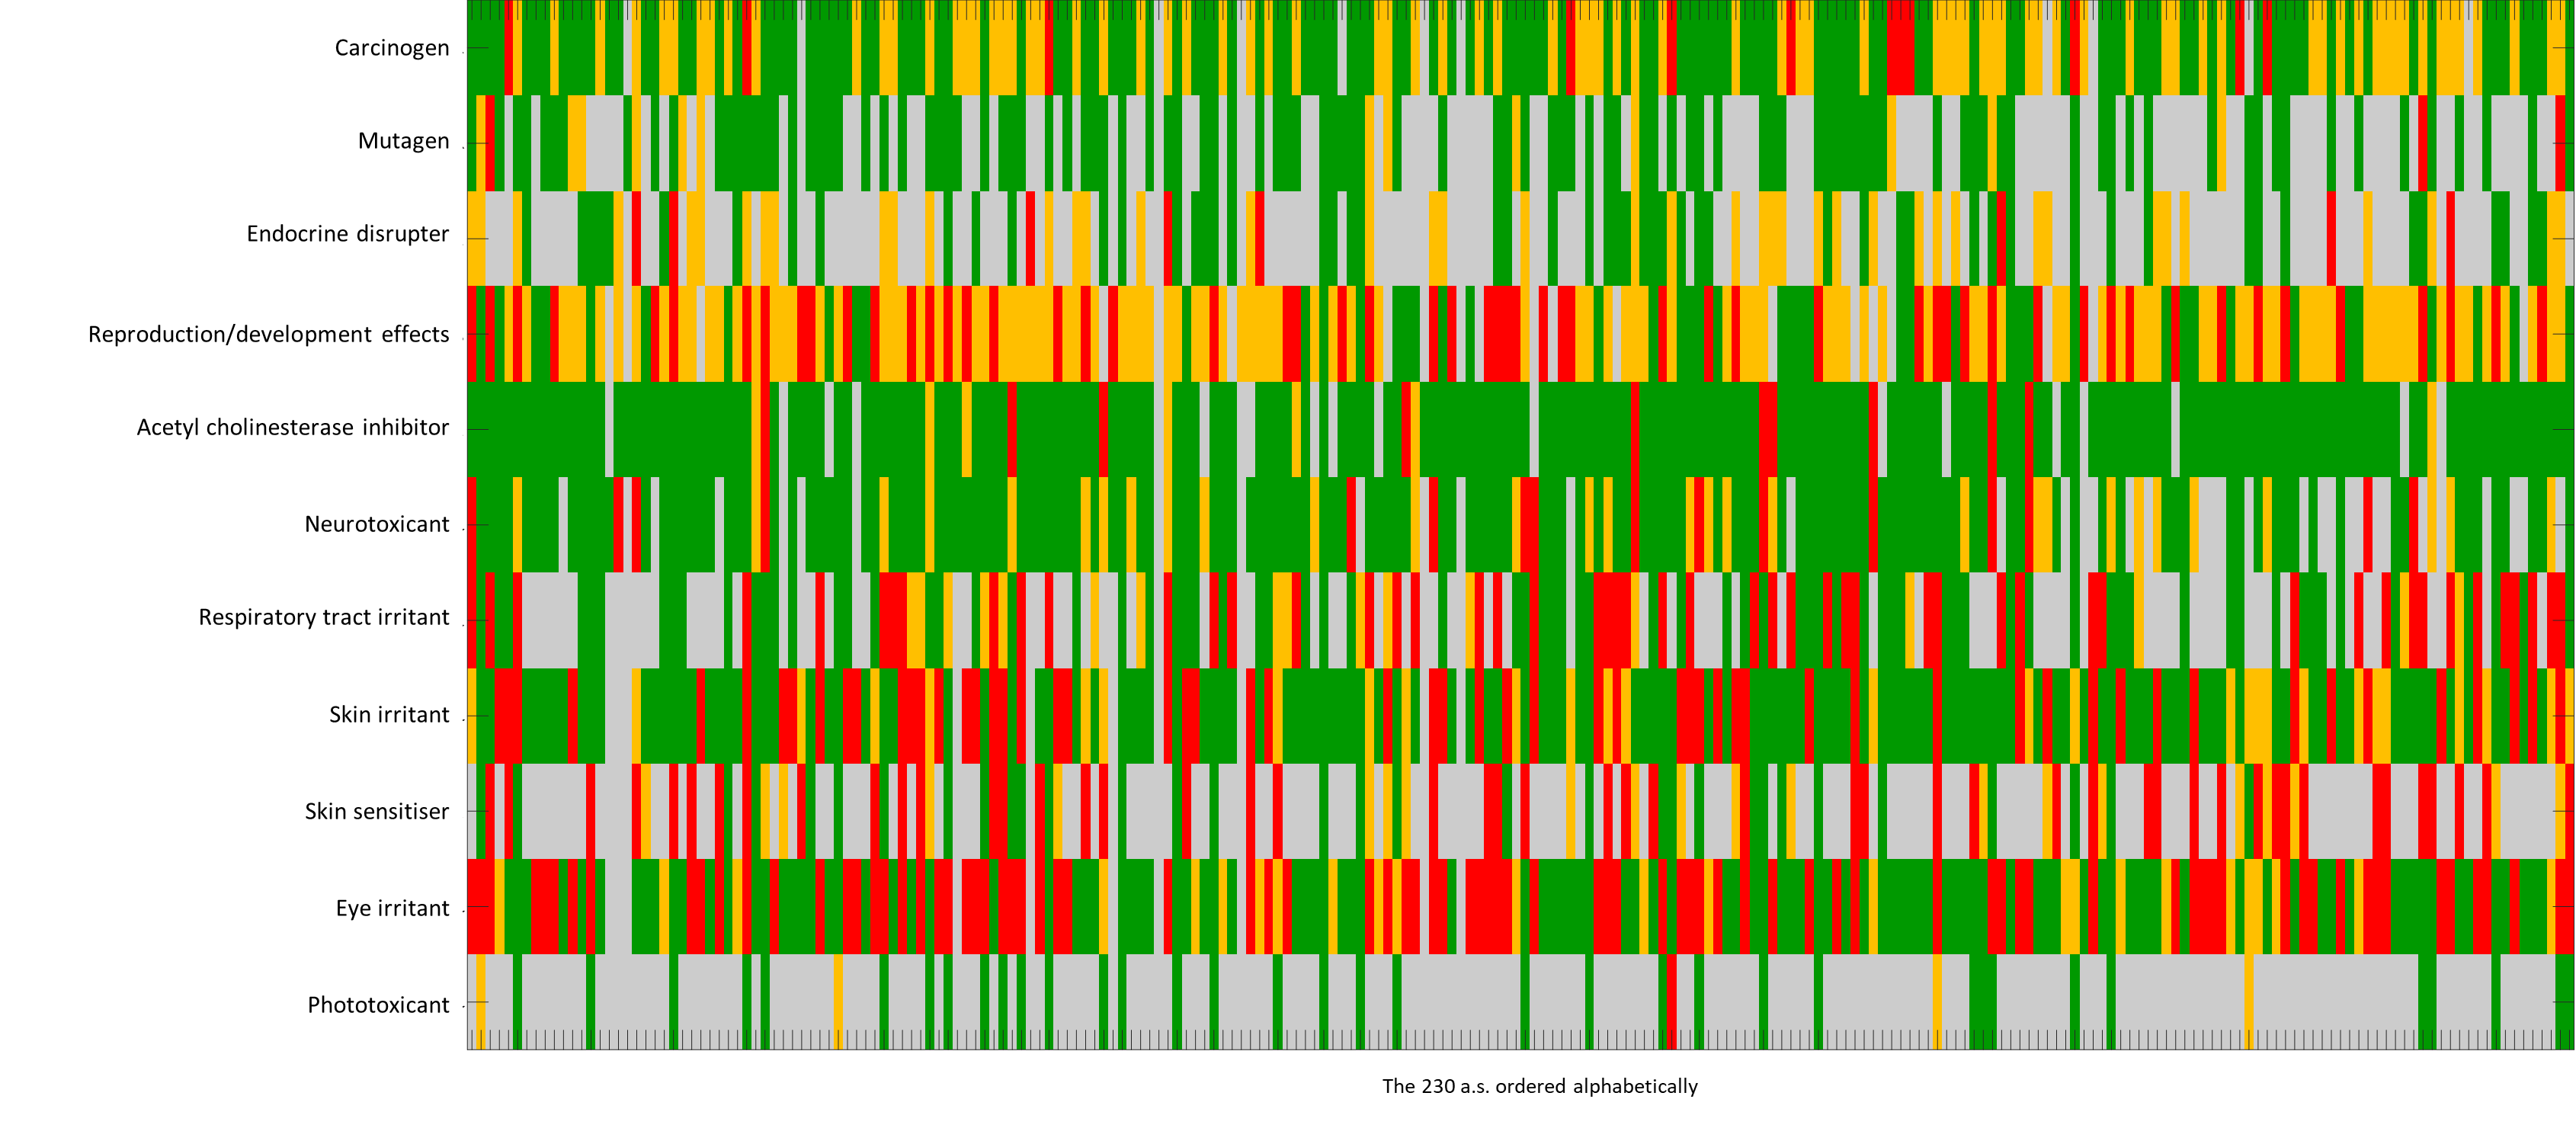 Carcinogen
Mutagen
Endocrine disrupter
Reproduction/development effects
Acetyl cholinesterase inhibitor
Neurotoxicant
Respiratory tract irritant
Skin irritant
Skin sensitiser
Eye irritant
Phototoxicant
The 230 a.s. ordered alphabetically